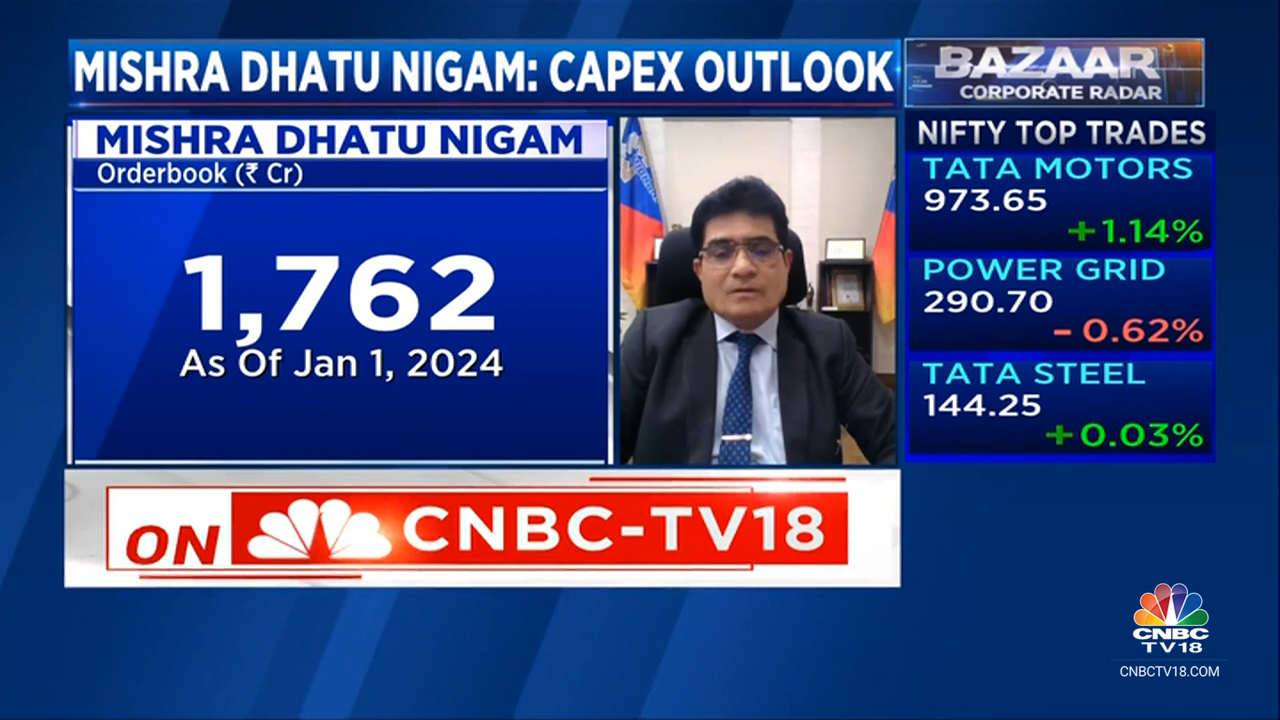 MISHRA DHATU NIGAM: CAPEX OUTLOOK
BAZAAR
CORPORATE RADAR
MISHRA DHATU NIGAM
Orderbook (₹ Cr)
1,762
As Of Jan 1, 2024
NIFTY TOP TRADES
TATA MOTORS
973.65
+1.14%
POWER GRID
290.70
- 0.62%
TATA STEEL
144.25
+0.03%
ON CNBC-TV18
CNBC
TV18
CNBCTV18.COM